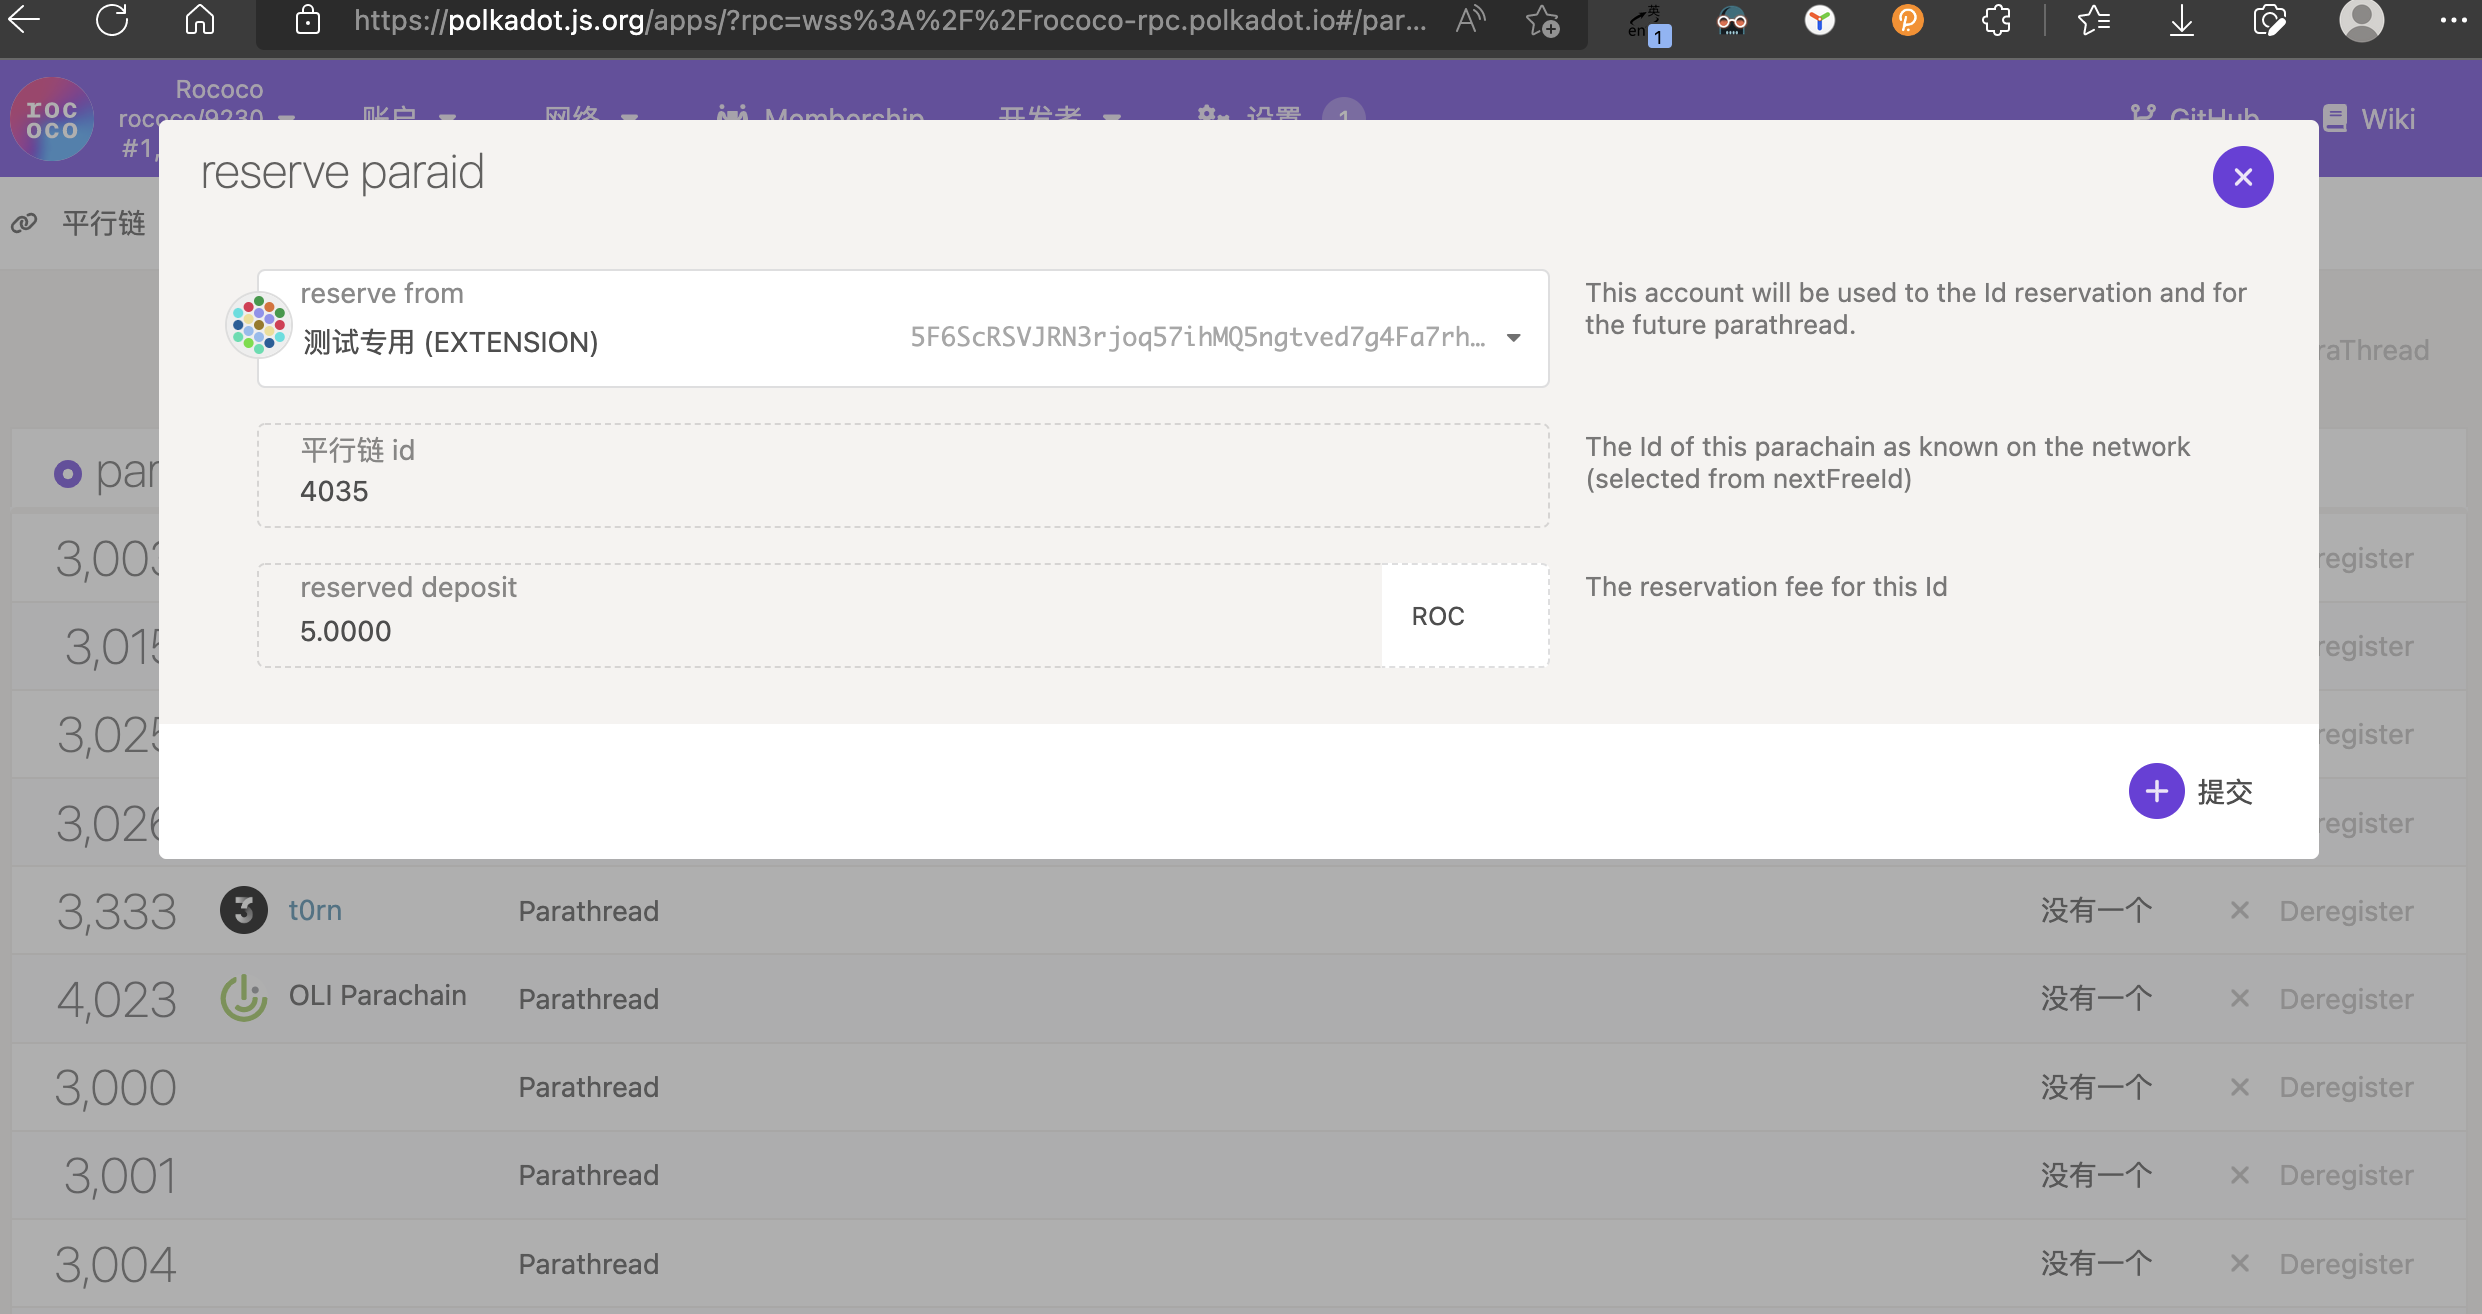 https://polkadot.js.org/apps/?rpc=wss%3A%2F%2Frococo-rpc.polkadot.io#/par...
英
en 1
roc
oco
Rococo
rococo/9230
#1,
账户
网络
Membership
开发者
设置
1
GitHub
Wiki
reserve paraid
平行链
reserve from
测试专用 (EXTENSION)
5F6ScRSVJRN3rjoq57ihMQ5ngtved7g4Fa7rh...
This account will be used to the Id reservation and for
the future parathread.
raThread
平行链 id
4035
The Id of this parachain as known on the network
(selected from nextFreeId)
par
reserved deposit
5.0000
ROC
The reservation fee for this Id
3,003
register
3,015
register
3,025
register
3,026
register
提交
3,333 t0rn Parathread 没有一个 Deregister
4,023 OLI Parachain Parathread 没有一个 Deregister
3,000 Parathread 没有一个 Deregister
3,001 Parathread 没有一个 Deregister
3,004 Parathread 没有一个 Deregister